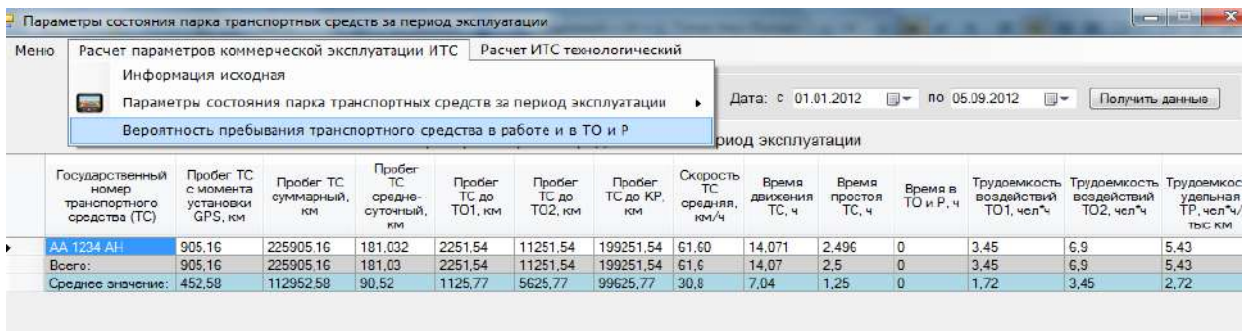 Параметры состояния парка транспортных средств за период эксплуатации
Меню Расчет параметров коммерческой эксплуатации ИТС Расчет ИТС технологический
Информация исходная
Параметры состояния парка транспортных средств за период эксплуатации
Дата: с 01.01.2012 по 05.09.2012 Получить данные
Вероятность пребывания транспортного средства в работе и в ТО и Р
риод эксплуатации
Государственный номер транспортного средства (ТС) Пробег ТС с момента установки GPS, км Пробег ТС суммарный, км Пробег ТС средне-суточный, км Пробег ТС до ТО1, км Пробег ТС до ТО2, км Пробег ТС до КР, км Скорость ТС средняя, км/ч Время движения ТС, ч Время простоя ТС, ч Время в ТО и Р, ч Трудоемкость воздействий ТО1, чел*ч Трудоемкость воздействий ТО2, чел*ч Трудоемкос удельная ТР, чел*ч/ тыс км
АА 1234 АН 905,16 225905,16 181,032 2251,54 11251,54 199251,54 61,60 14,071 2,496 0 3,45 6,9 5,43
Всего: 905,16 225905,16 181,03 2251,54 11251,54 199251,54 61,6 14,07 2,5 0 3,45 6,9 5,43
Среднее значение: 452,58 112952,58 90,52 1125,77 5625,77 99625,77 30,8 7,04 1,25 0 1,72 3,45 2,72